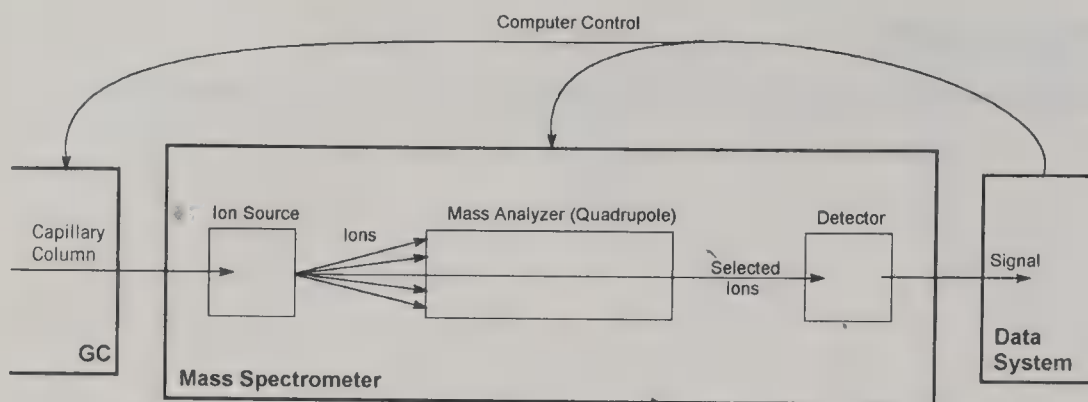 Computer Control
Ion Source
Mass Analyzer (Quadrupole)
Detector
Capillary
Column
Ions
Selected
Ions
Signal
GC
Mass Spectrometer
Data
System